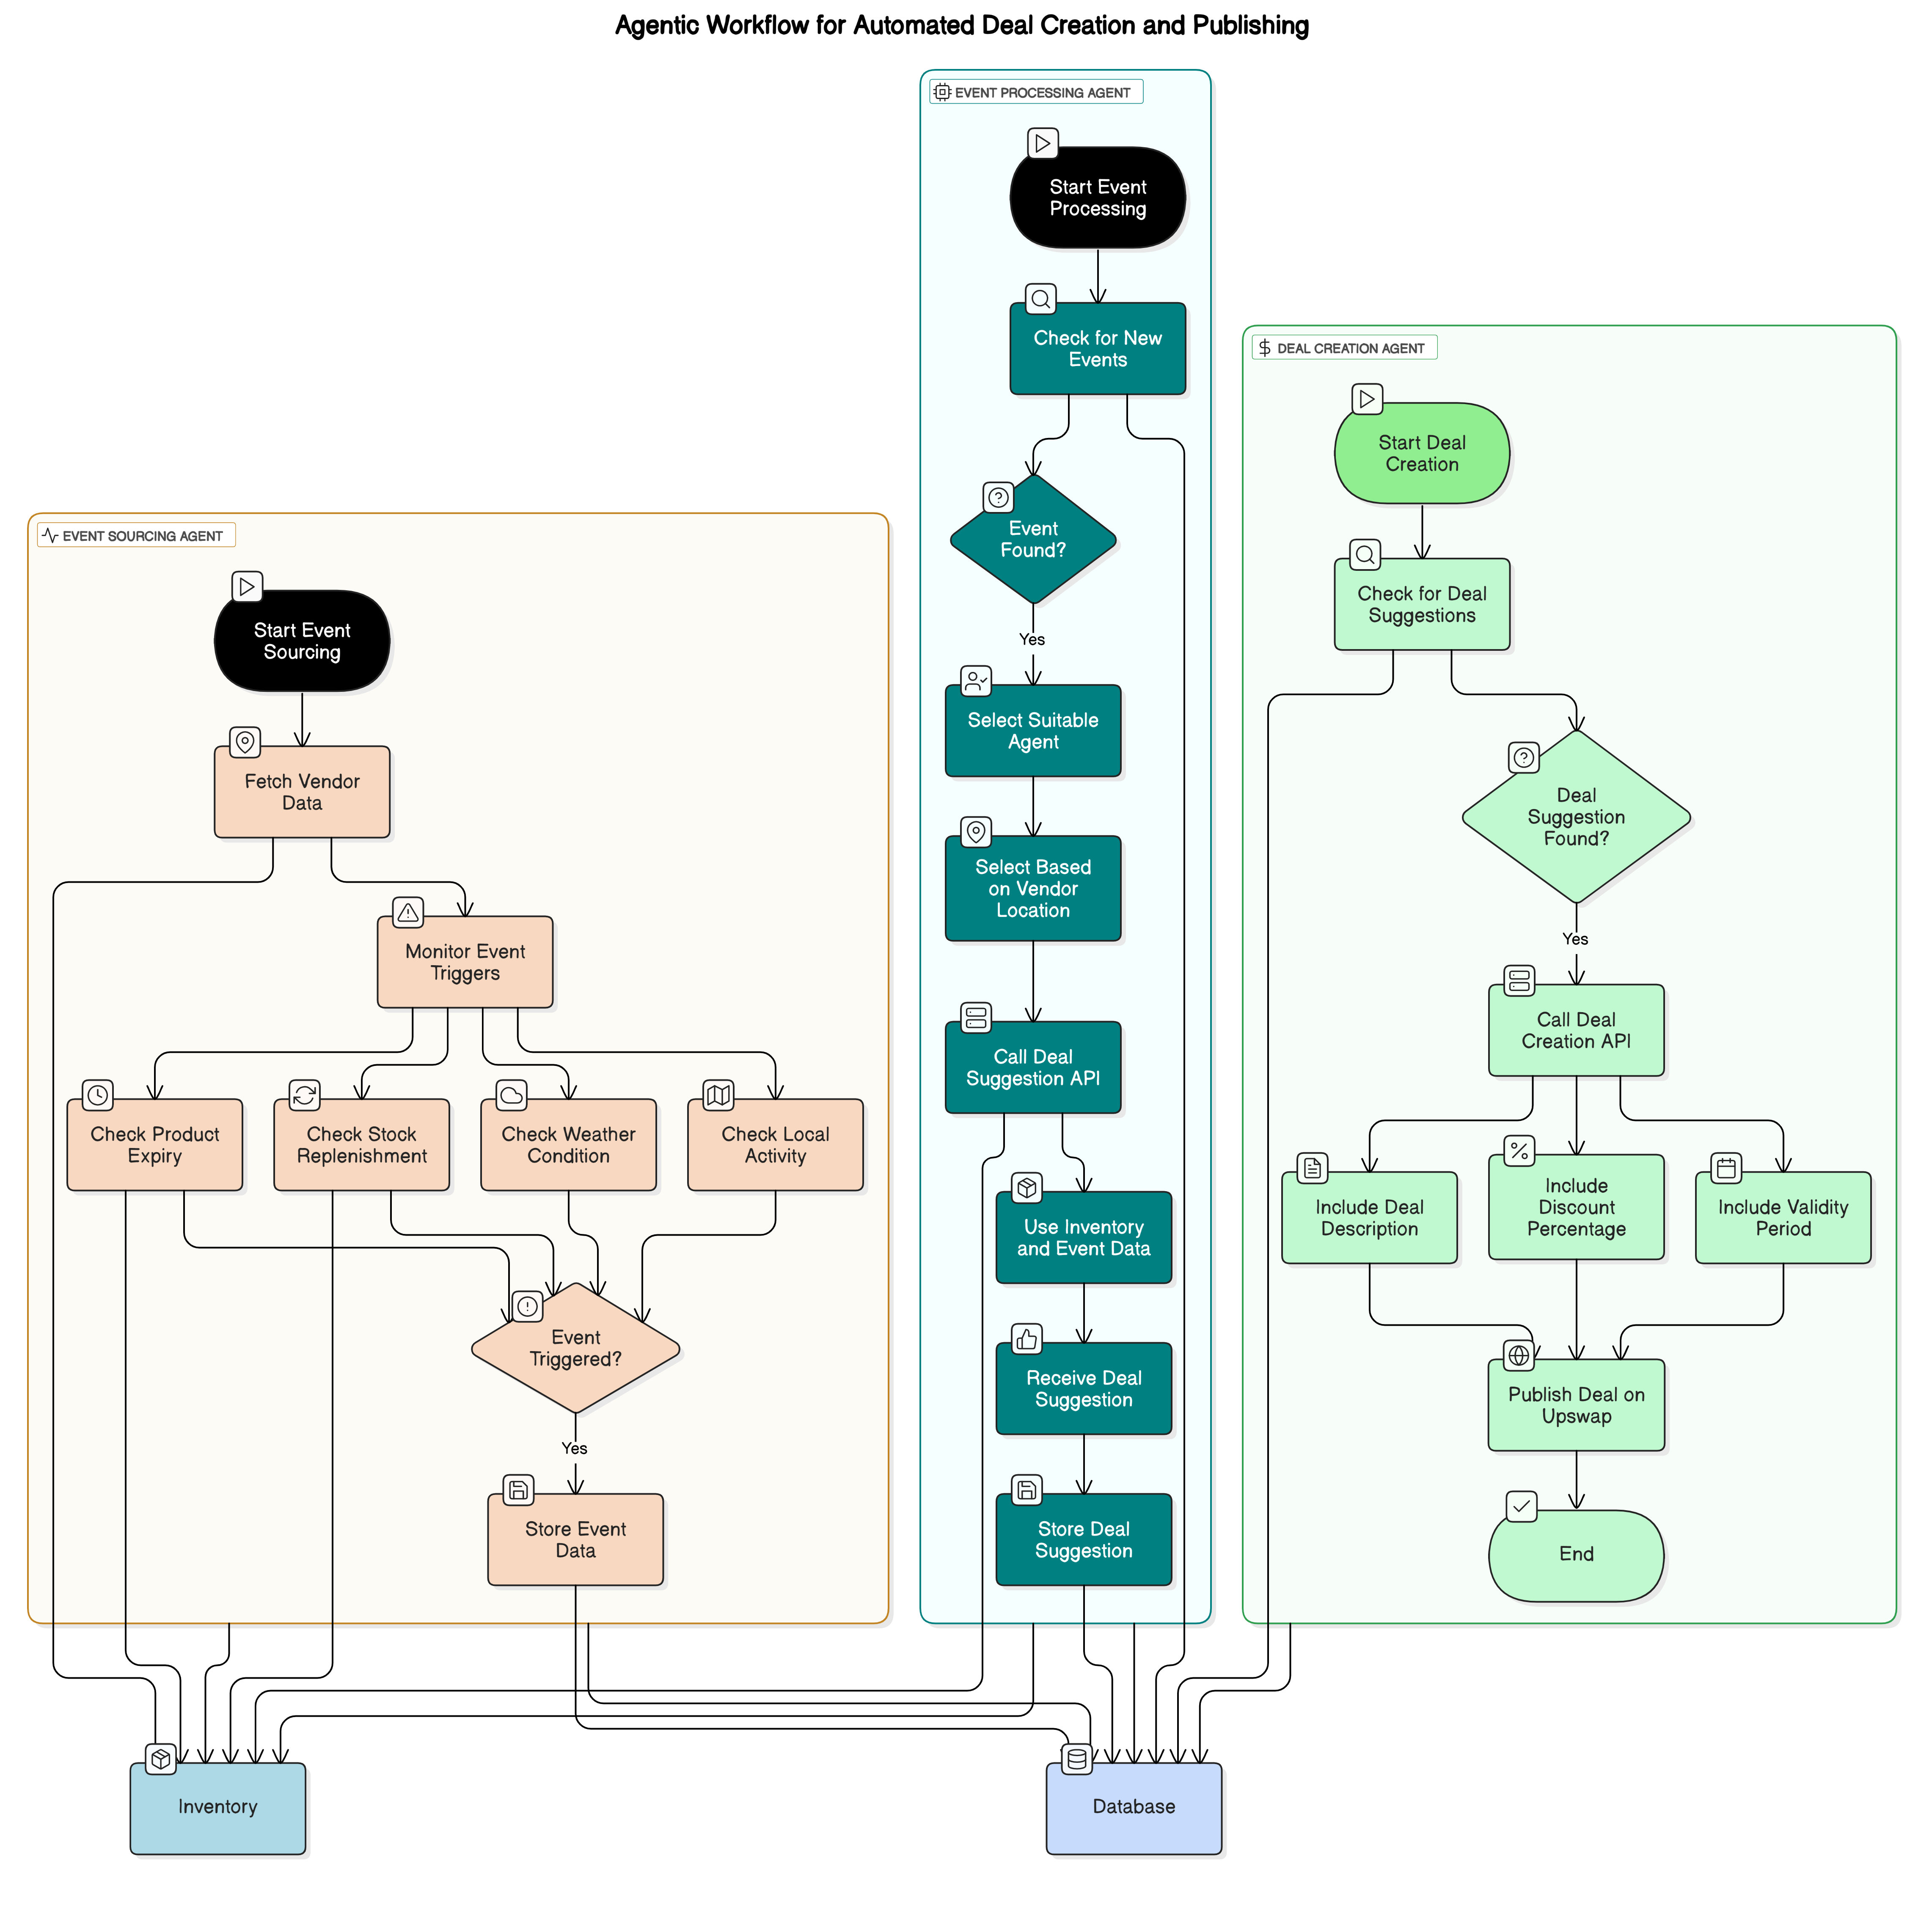 Agentic Workflow for Automated Deal Creation and Publishing
EVENT SOURCING AGENT
Start Event
Sourcing
Fetch Vendor
Data
Monitor Event
Triggers
Check Product
Expiry
Check Stock
Replenishment
Check Weather
Condition
Check Local
Activity
Event
Triggered?
Yes
Store Event
Data
EVENT PROCESSING AGENT
Start Event
Processing
Check for New
Events
Event
Found?
Yes
Select Suitable
Agent
Select Based
on Vendor
Location
Call Deal
Suggestion API
Use Inventory
and Event Data
Receive Deal
Suggestion
Store Deal
Suggestion
DEAL CREATION AGENT
Start Deal
Creation
Check for Deal
Suggestions
Deal
Suggestion
Found?
Yes
Call Deal
Creation API
Include Deal
Description
Include
Discount
Percentage
Include Validity
Period
Publish Deal on
Upswap
End
Inventory
Database